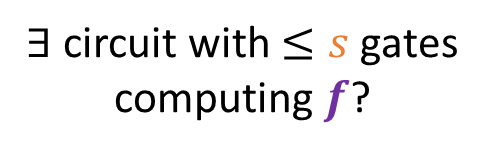 ∃ circuit with ≤ s gates
computing f?